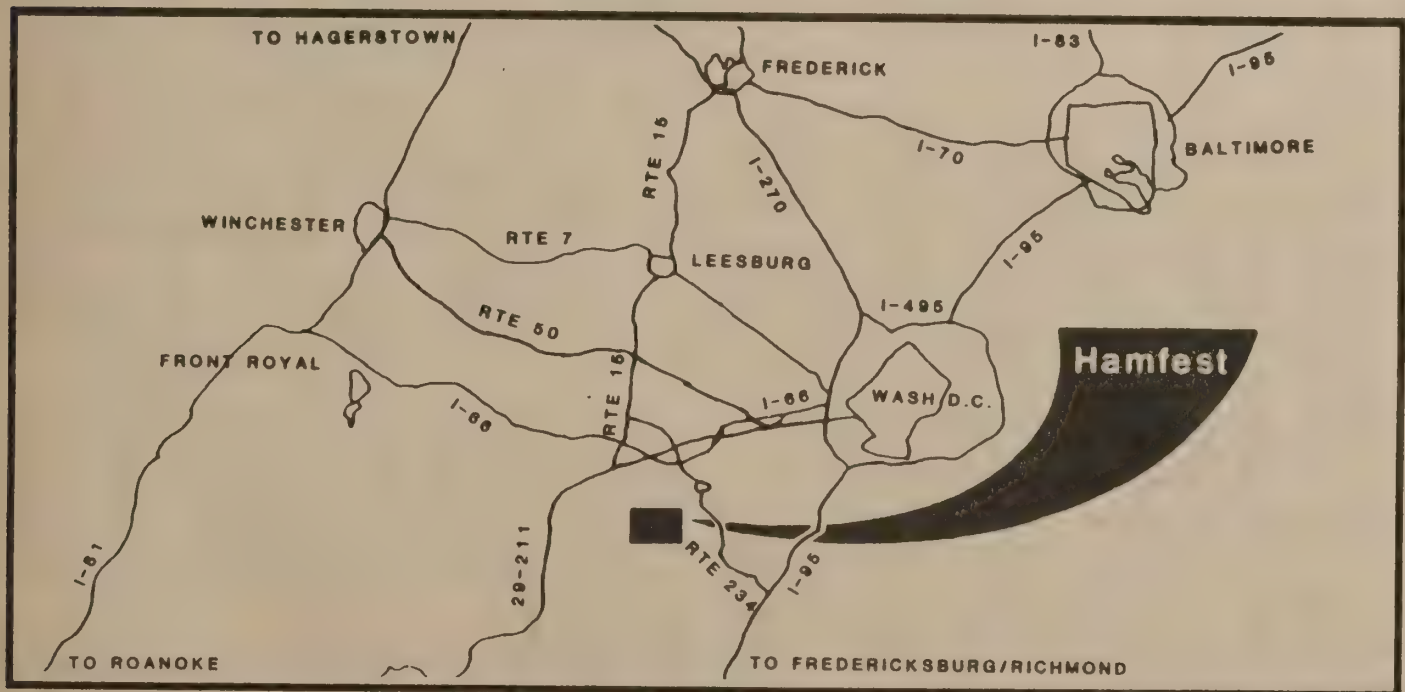 TO HAGERSTOWN
I-83
I-95
FREDERICK
BALTIMORE
I-70
RTE 15
I-270
WINCHESTER
RTE 7
LEESBURG
I-95
I-495
RTE 50
FRONT ROYAL
Hamfest
RTE 15
I-66
WASH D.C.
I-66
29-211
I-81
RTE 234
I-95
TO ROANOKE
TO FREDERICKSBURG/RICHMOND